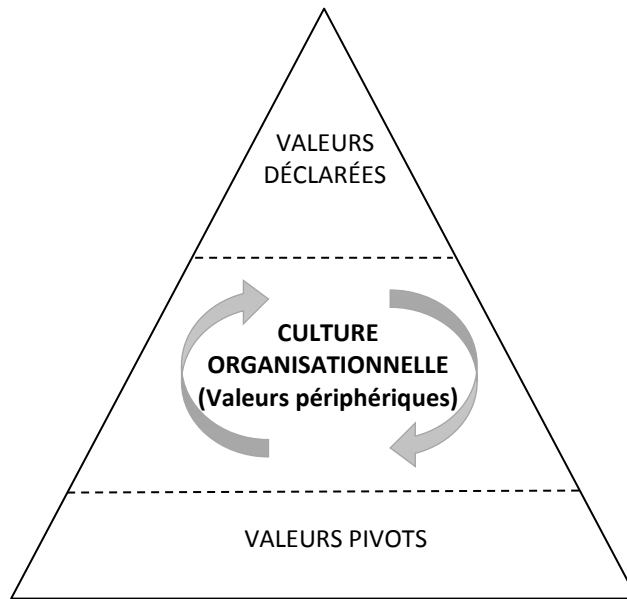 VALEURS
DÉCLARÉES
CULTURE
ORGANISATIONNELLE
(Valeurs périphériques)
VALEURS PIVOTS